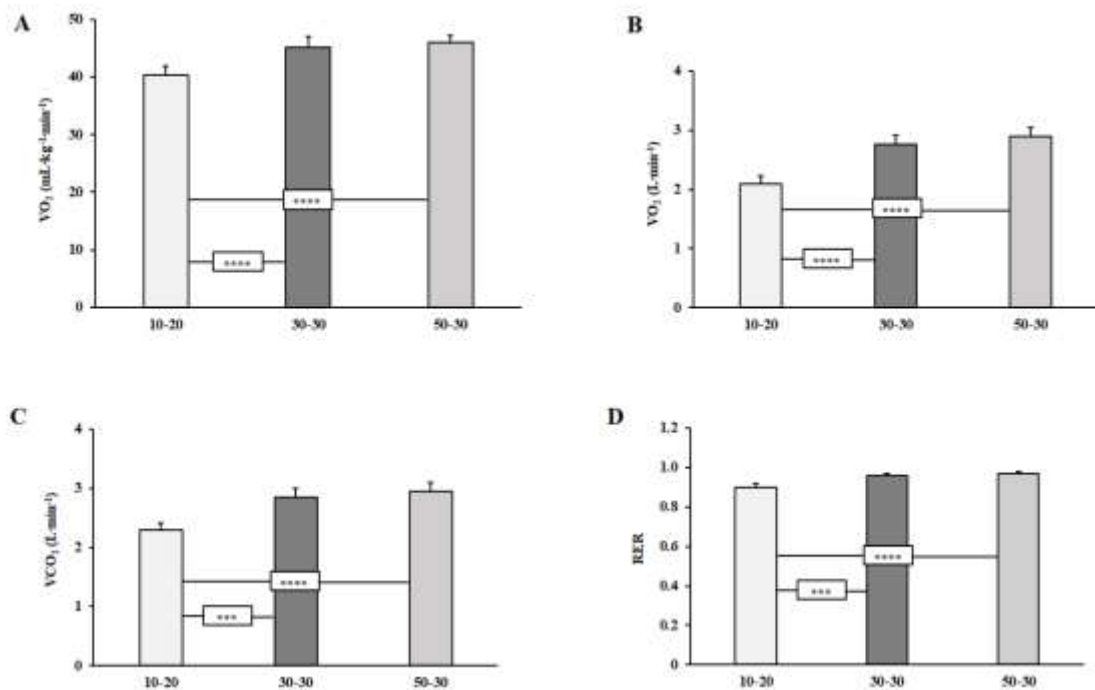 A
VO₂ (mL·kg⁻¹·min⁻¹)
50
40
30
20
10
0
****
****
10-20 30-30 50-30
B
VO₂ (L·min⁻¹)
4
3
2
1
0
****
****
10-20 30-30 50-30
C
VCO₂ (L·min⁻¹)
4
3
2
1
0
****
***
10-20 30-30 50-30
D
RER
1.2
1.0
0.8
0.6
0.4
0.2
0
****
***
10-20 30-30 50-30